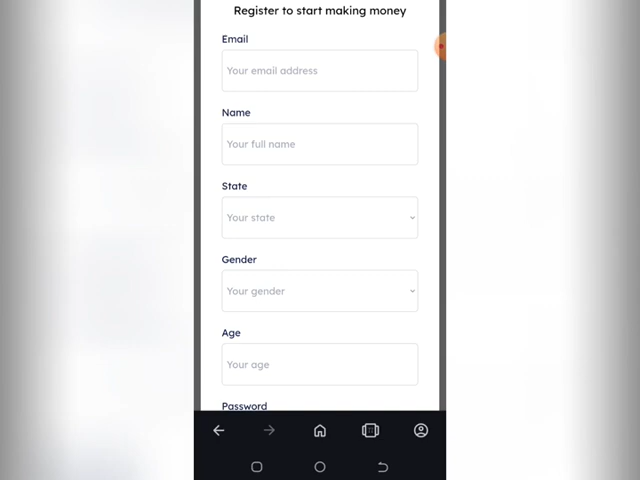 Register to start making money
Email
Your email address
Name
Your full name
State
Your state
Gender
Your gender
Age
Your age
Password